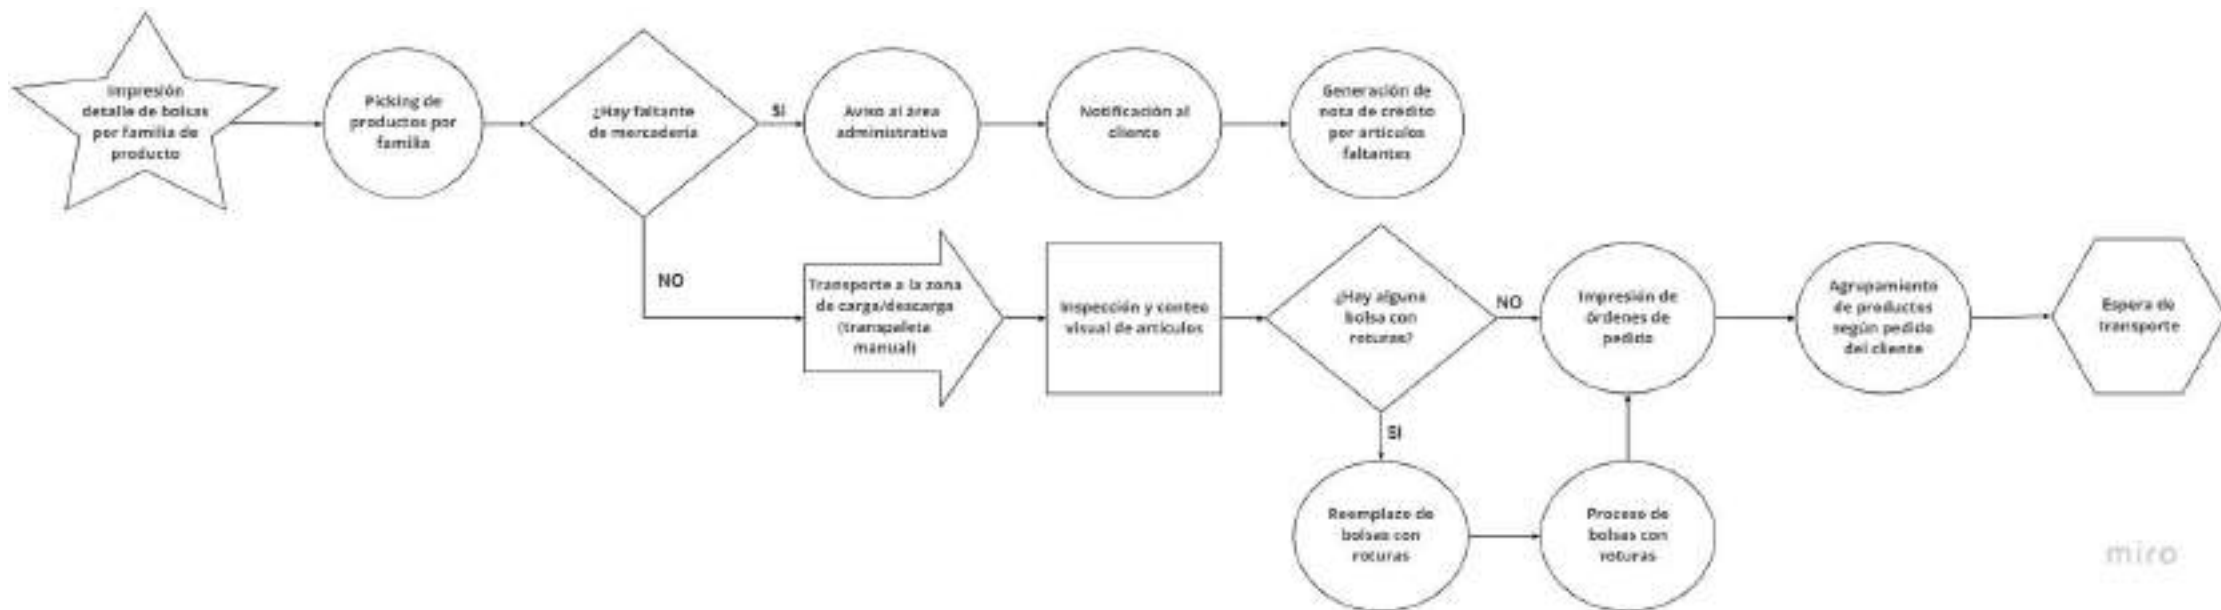 Impresión
detalle de bolsas
por familia de
producto
Picking de
productos por
familia
¿Hay faltante
de mercadería
SI
Aviso al área
administrativa
Notificación al
cliente
Generación de
nota de crédito
por artículos
faltantes
NO
Transporte a la zona
de carga/descarga
(transpaleta
manual)
Inspección y conteo
visual de artículos
¿Hay alguna
bolsa con
roturas?
NO
Impresión de
órdenes de
pedido
Agrupamiento
de productos
según pedido
del cliente
Espera de
transporte
SI
Reemplazo de
bolsas con
roturas
Proceso de
bolsas con
roturas
miro